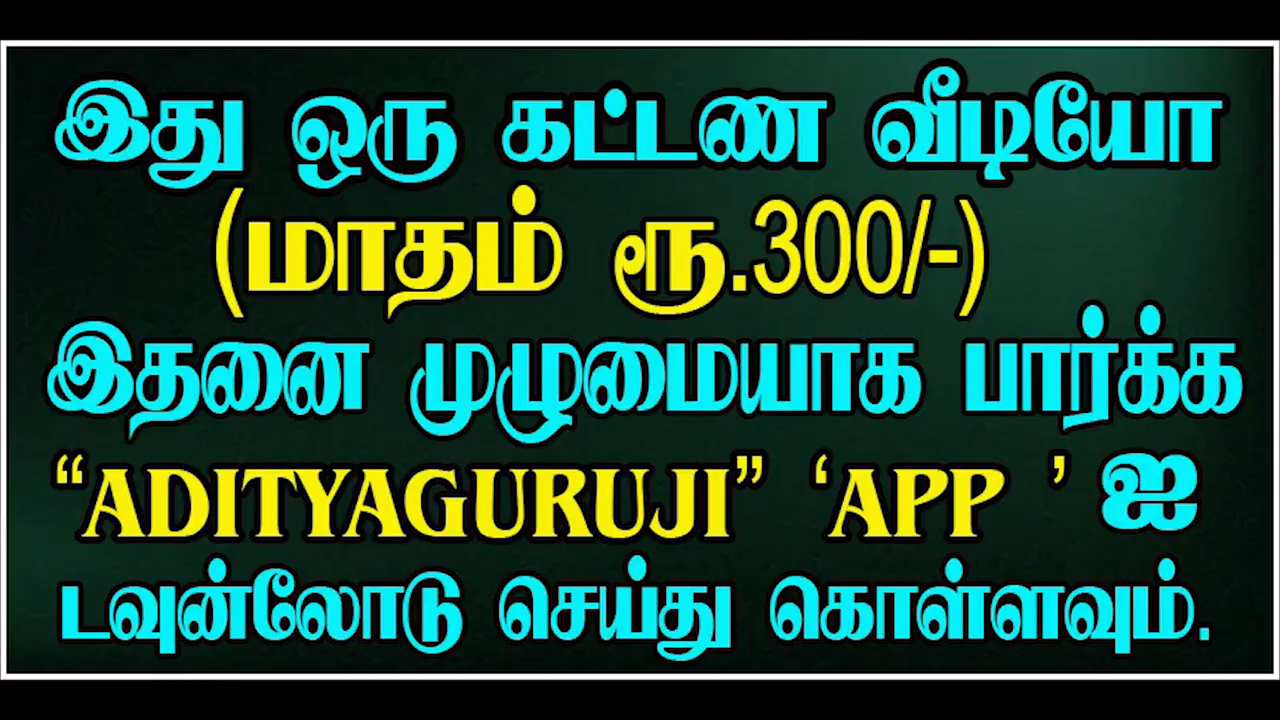 இது ஒரு கட்டண வீடியோ
(மாதம் ரூ.300/-)
இதனை முழுமையாக பார்க்க
“ADITYAGURUJI” ‘APP ’ ஐ
டவுன்லோடு செய்து கொள்ளவும்.